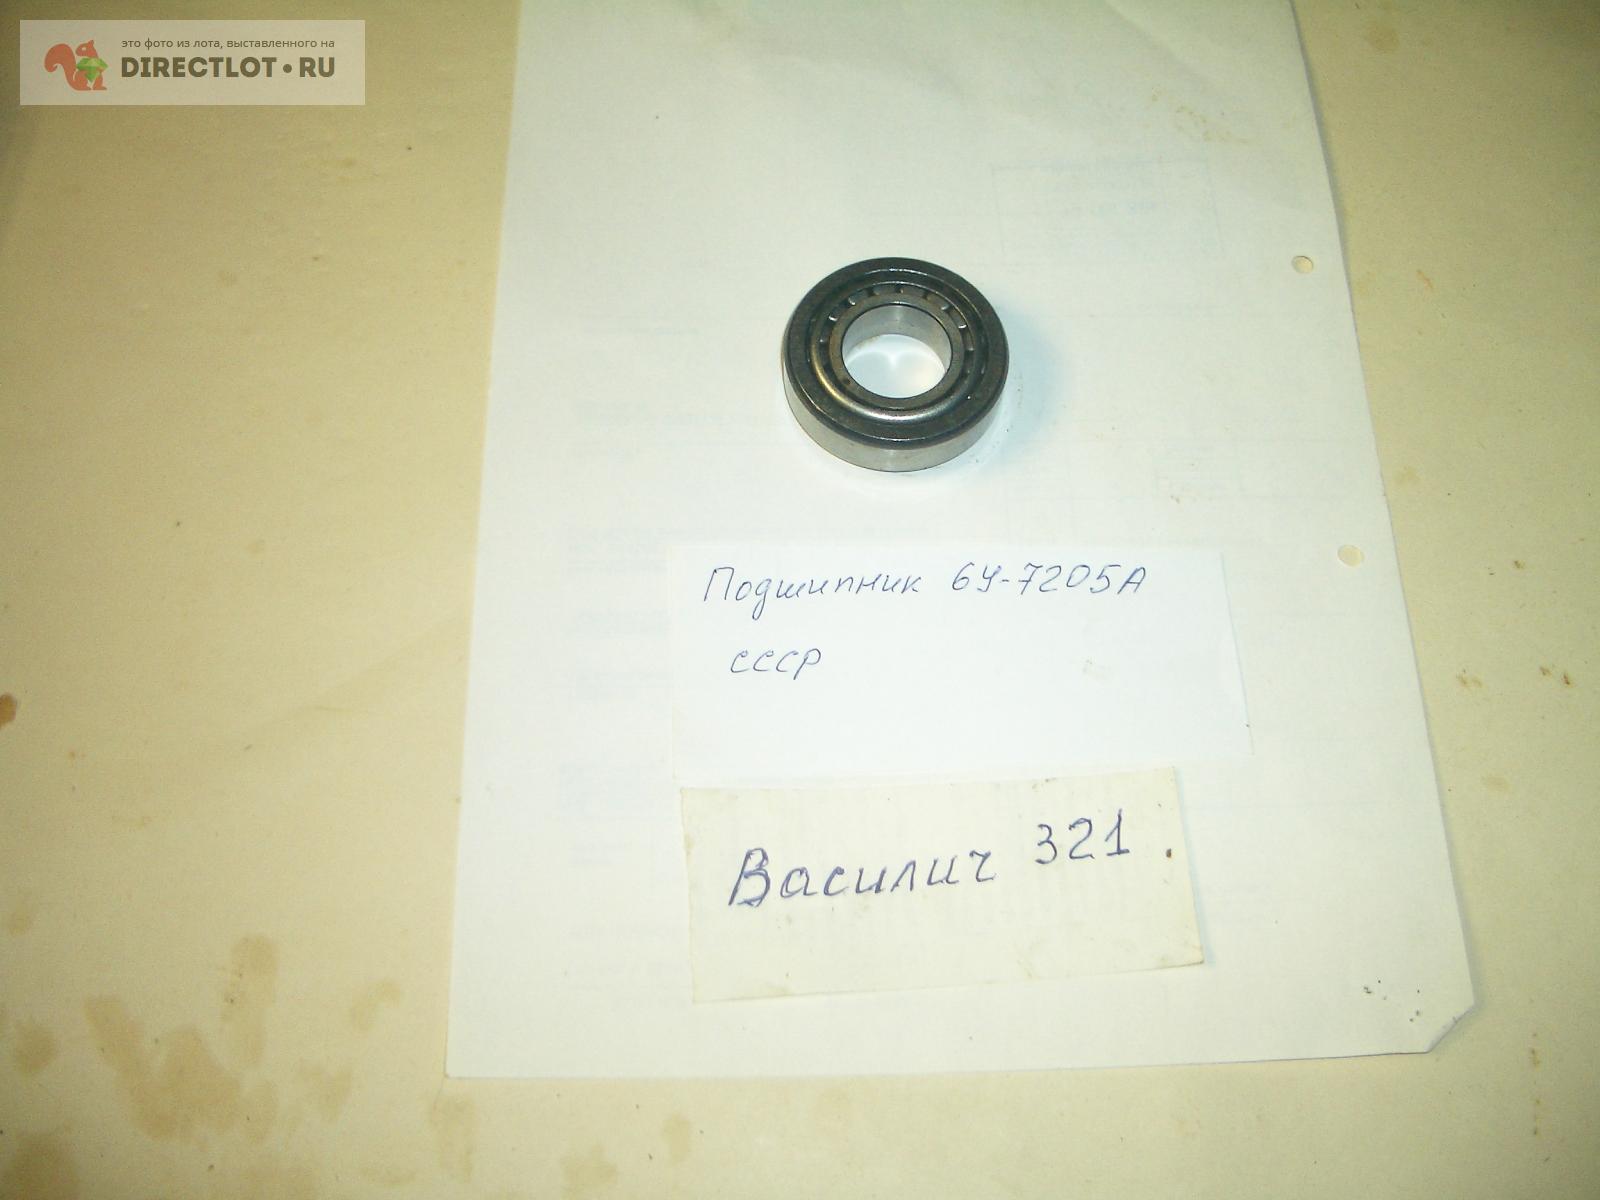 это фото из лота, выставленного на
DIRECTLOT•RU
Подшипник 6У-7205А
СССР
Василич 321.